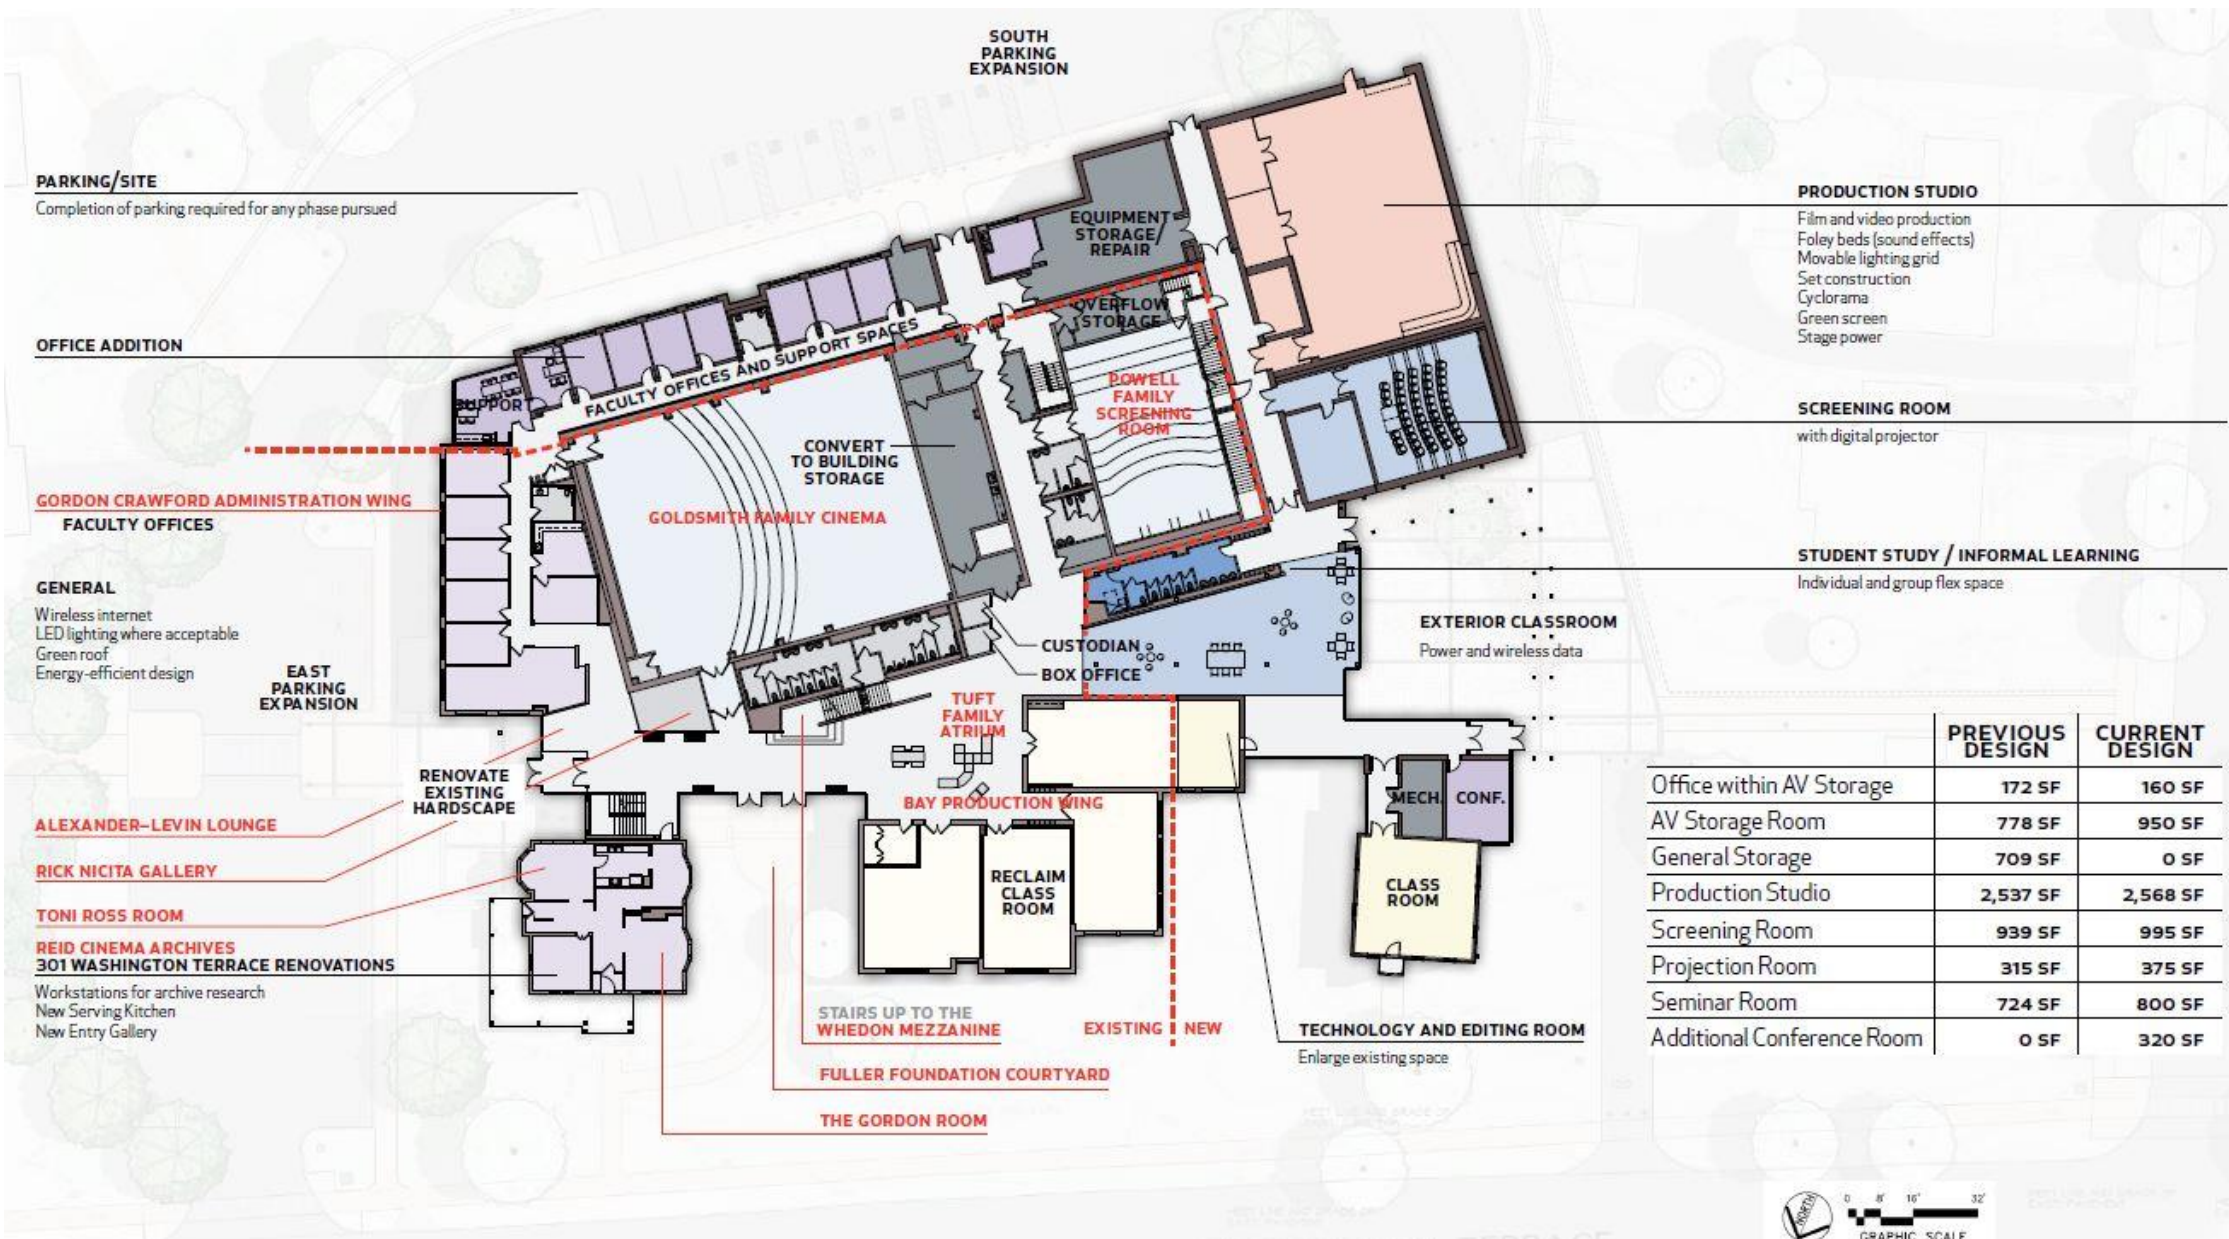 SOUTH
PARKING
EXPANSION
PARKING/SITE
Completion of parking required for any phase pursued
OFFICE ADDITION
SUPPORT
FACULTY OFFICES AND SUPPORT SPACES
EQUIPMENT
STORAGE/
REPAIR
OVERFLOW
STORAGE
POWELL
FAMILY
SCREENING
ROOM
CONVERT
TO BUILDING
STORAGE
GOLDSMITH FAMILY CINEMA
GORDON CRAWFORD ADMINISTRATION WING
FACULTY OFFICES
GENERAL
Wireless internet
LED lighting where acceptable
Green roof
Energy-efficient design
EAST
PARKING
EXPANSION
CUSTODIAN
BOX OFFICE
TUFT
FAMILY
ATRIUM
RENOVATE
EXISTING
HARDSCAPE
BAY PRODUCTION WING
ALEXANDER–LEVIN LOUNGE
RICK NICITA GALLERY
TONI ROSS ROOM
REID CINEMA ARCHIVES
301 WASHINGTON TERRACE RENOVATIONS
Workstations for archive research
New Serving Kitchen
New Entry Gallery
RECLAIM
CLASS
ROOM
STAIRS UP TO THE
WHEDON MEZZANINE
FULLER FOUNDATION COURTYARD
THE GORDON ROOM
EXISTING
NEW
TECHNOLOGY AND EDITING ROOM
Enlarge existing space
MECH.
CONF.
CLASS
ROOM
PRODUCTION STUDIO
Film and video production
Foley beds (sound effects)
Movable lighting grid
Set construction
Cyclorama
Green screen
Stage power
SCREENING ROOM
with digital projector
STUDENT STUDY / INFORMAL LEARNING
Individual and group flex space
EXTERIOR CLASSROOM
Power and wireless data
PREVIOUS DESIGN CURRENT DESIGN
Office within AV Storage 172 SF 160 SF
AV Storage Room 778 SF 950 SF
General Storage 709 SF 0 SF
Production Studio 2,537 SF 2,568 SF
Screening Room 939 SF 995 SF
Projection Room 315 SF 375 SF
Seminar Room 724 SF 800 SF
Additional Conference Room 0 SF 320 SF
NORTH
0 8' 16' 32'
GRAPHIC SCALE